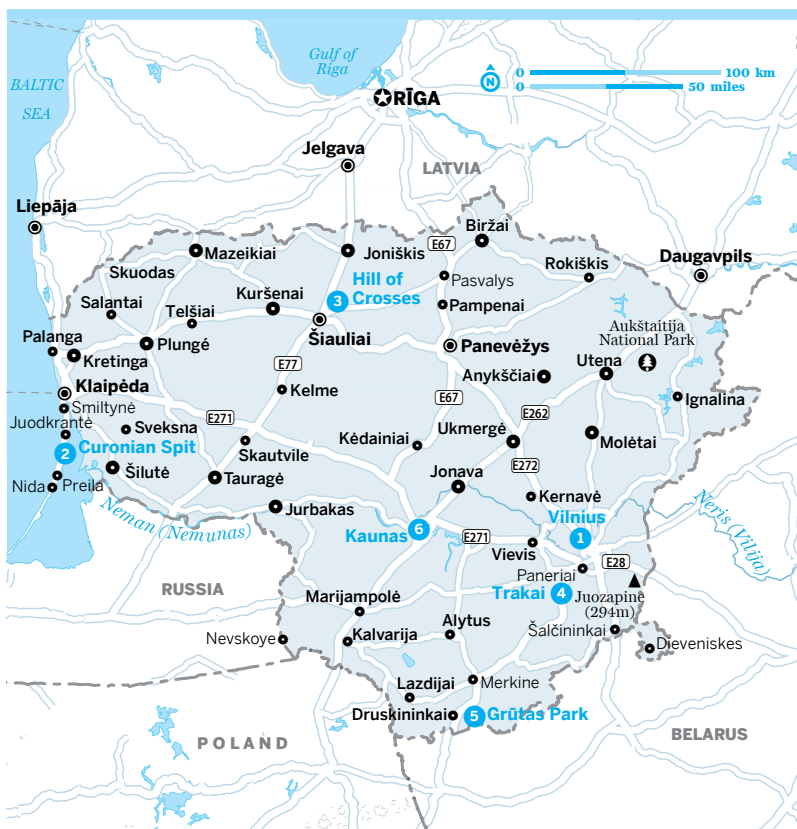 Gulf of
Riga
BALTIC
SEA
N
0
100 km
0
50 miles
RĪGA
Jelgava
LATVIA
Liepāja
Biržai
E67
Daugavpils
Mazeikiai
Joniškis
Skuodas
Rokiškis
Pasvalys
Hill of
Crosses
3
Kuršenai
Salantai
Telšiai
Pampenai
Šiauliai
Aukštaitija
National Park
Palanga
Plungé
Panevėžys
Kretinga
Utena
E77
Anykščiai
Klaipėda
Kelme
Ignalina
Smiltynė
E67
E262
Juodkrantė
E271
Sveksna
Ukmergė
Molėtai
2
Curonian Spit
Skautvile
Kėdainiai
E272
Šilutė
Tauragė
Jonava
Nida
Preila
Kernavė
Neman (Nemunas)
Jurbakas
Neris (Vilija)
Vilnius
1
Kaunas
6
E271
Vievis
E28
Paneriai
RUSSIA
Trakai
4
Juozapinė
(294m)
Marijampolė
Alytus
Šalčininkai
Nevskoye
Kalvarija
Dieveniskes
Lazdijai
Merkine
Druskininkai
5
Grūtas Park
POLAND
BELARUS